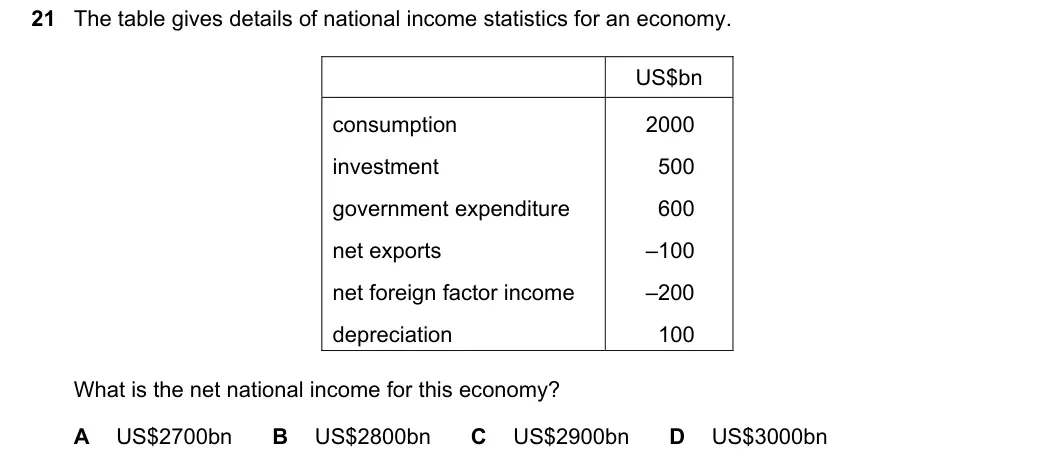 21 The table gives details of national income statistics for an economy.
US$bn
consumption 2000
investment 500
government expenditure 600
net exports –100
net foreign factor income –200
depreciation 100
What is the net national income for this economy?
A US$2700bn B US$2800bn C US$2900bn D US$3000bn